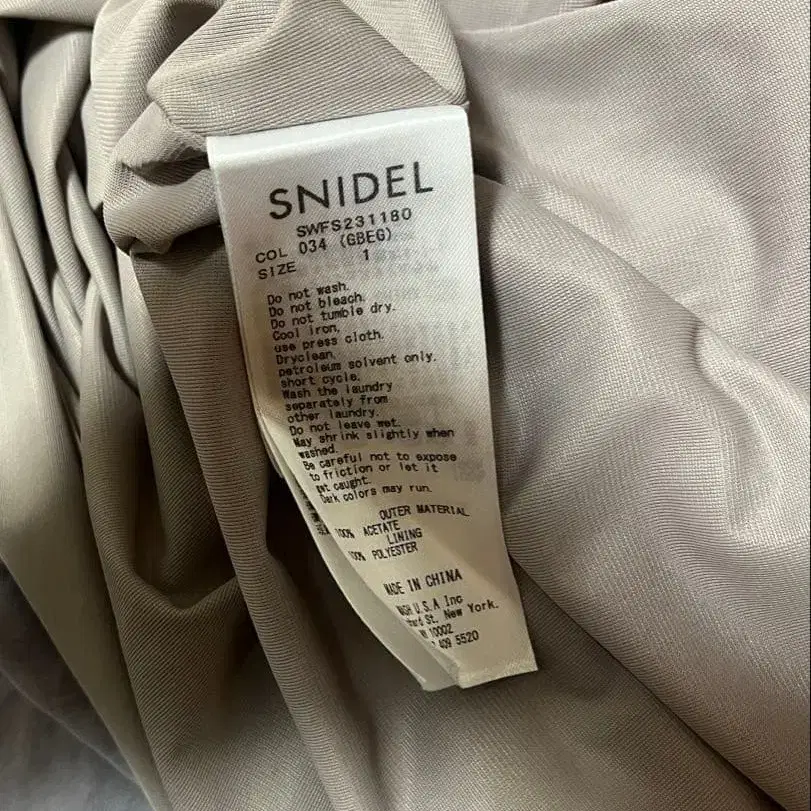 SNIDEL
SWFS231180
COL 034 (GBEG)
SIZE 1
Do not wash.
Do not bleach.
Do not tumble dry.
Cool iron,
use press cloth.
Dryclean,
petroleum solvent only.
short cycle.
Wash the laundry
separately from
other laundry.
Do not leave wet.
May shrink slightly when
washed.
Be careful not to expose
to friction or let it
get caught.
Dark colors may run.
OUTER MATERIAL
100% ACETATE
LINING
100% POLYESTER
MADE IN CHINA
U.S.A Inc
St. New York.
10002
409 5520